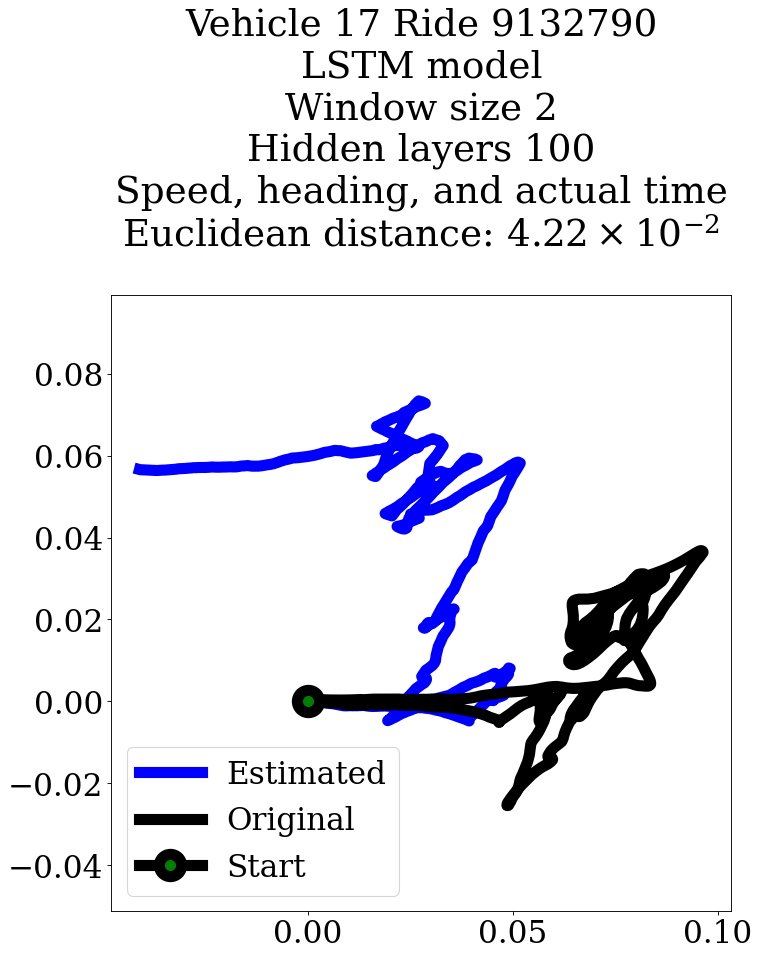 Vehicle 17 Ride 9132790
LSTM model
Window size 2
Hidden layers 100
Speed, heading, and actual time
Euclidean distance: 4.22 × 10⁻²
0.08
0.06
0.04
0.02
0.00
−0.02
−0.04
Estimated
Original
Start
0.00 0.05 0.10